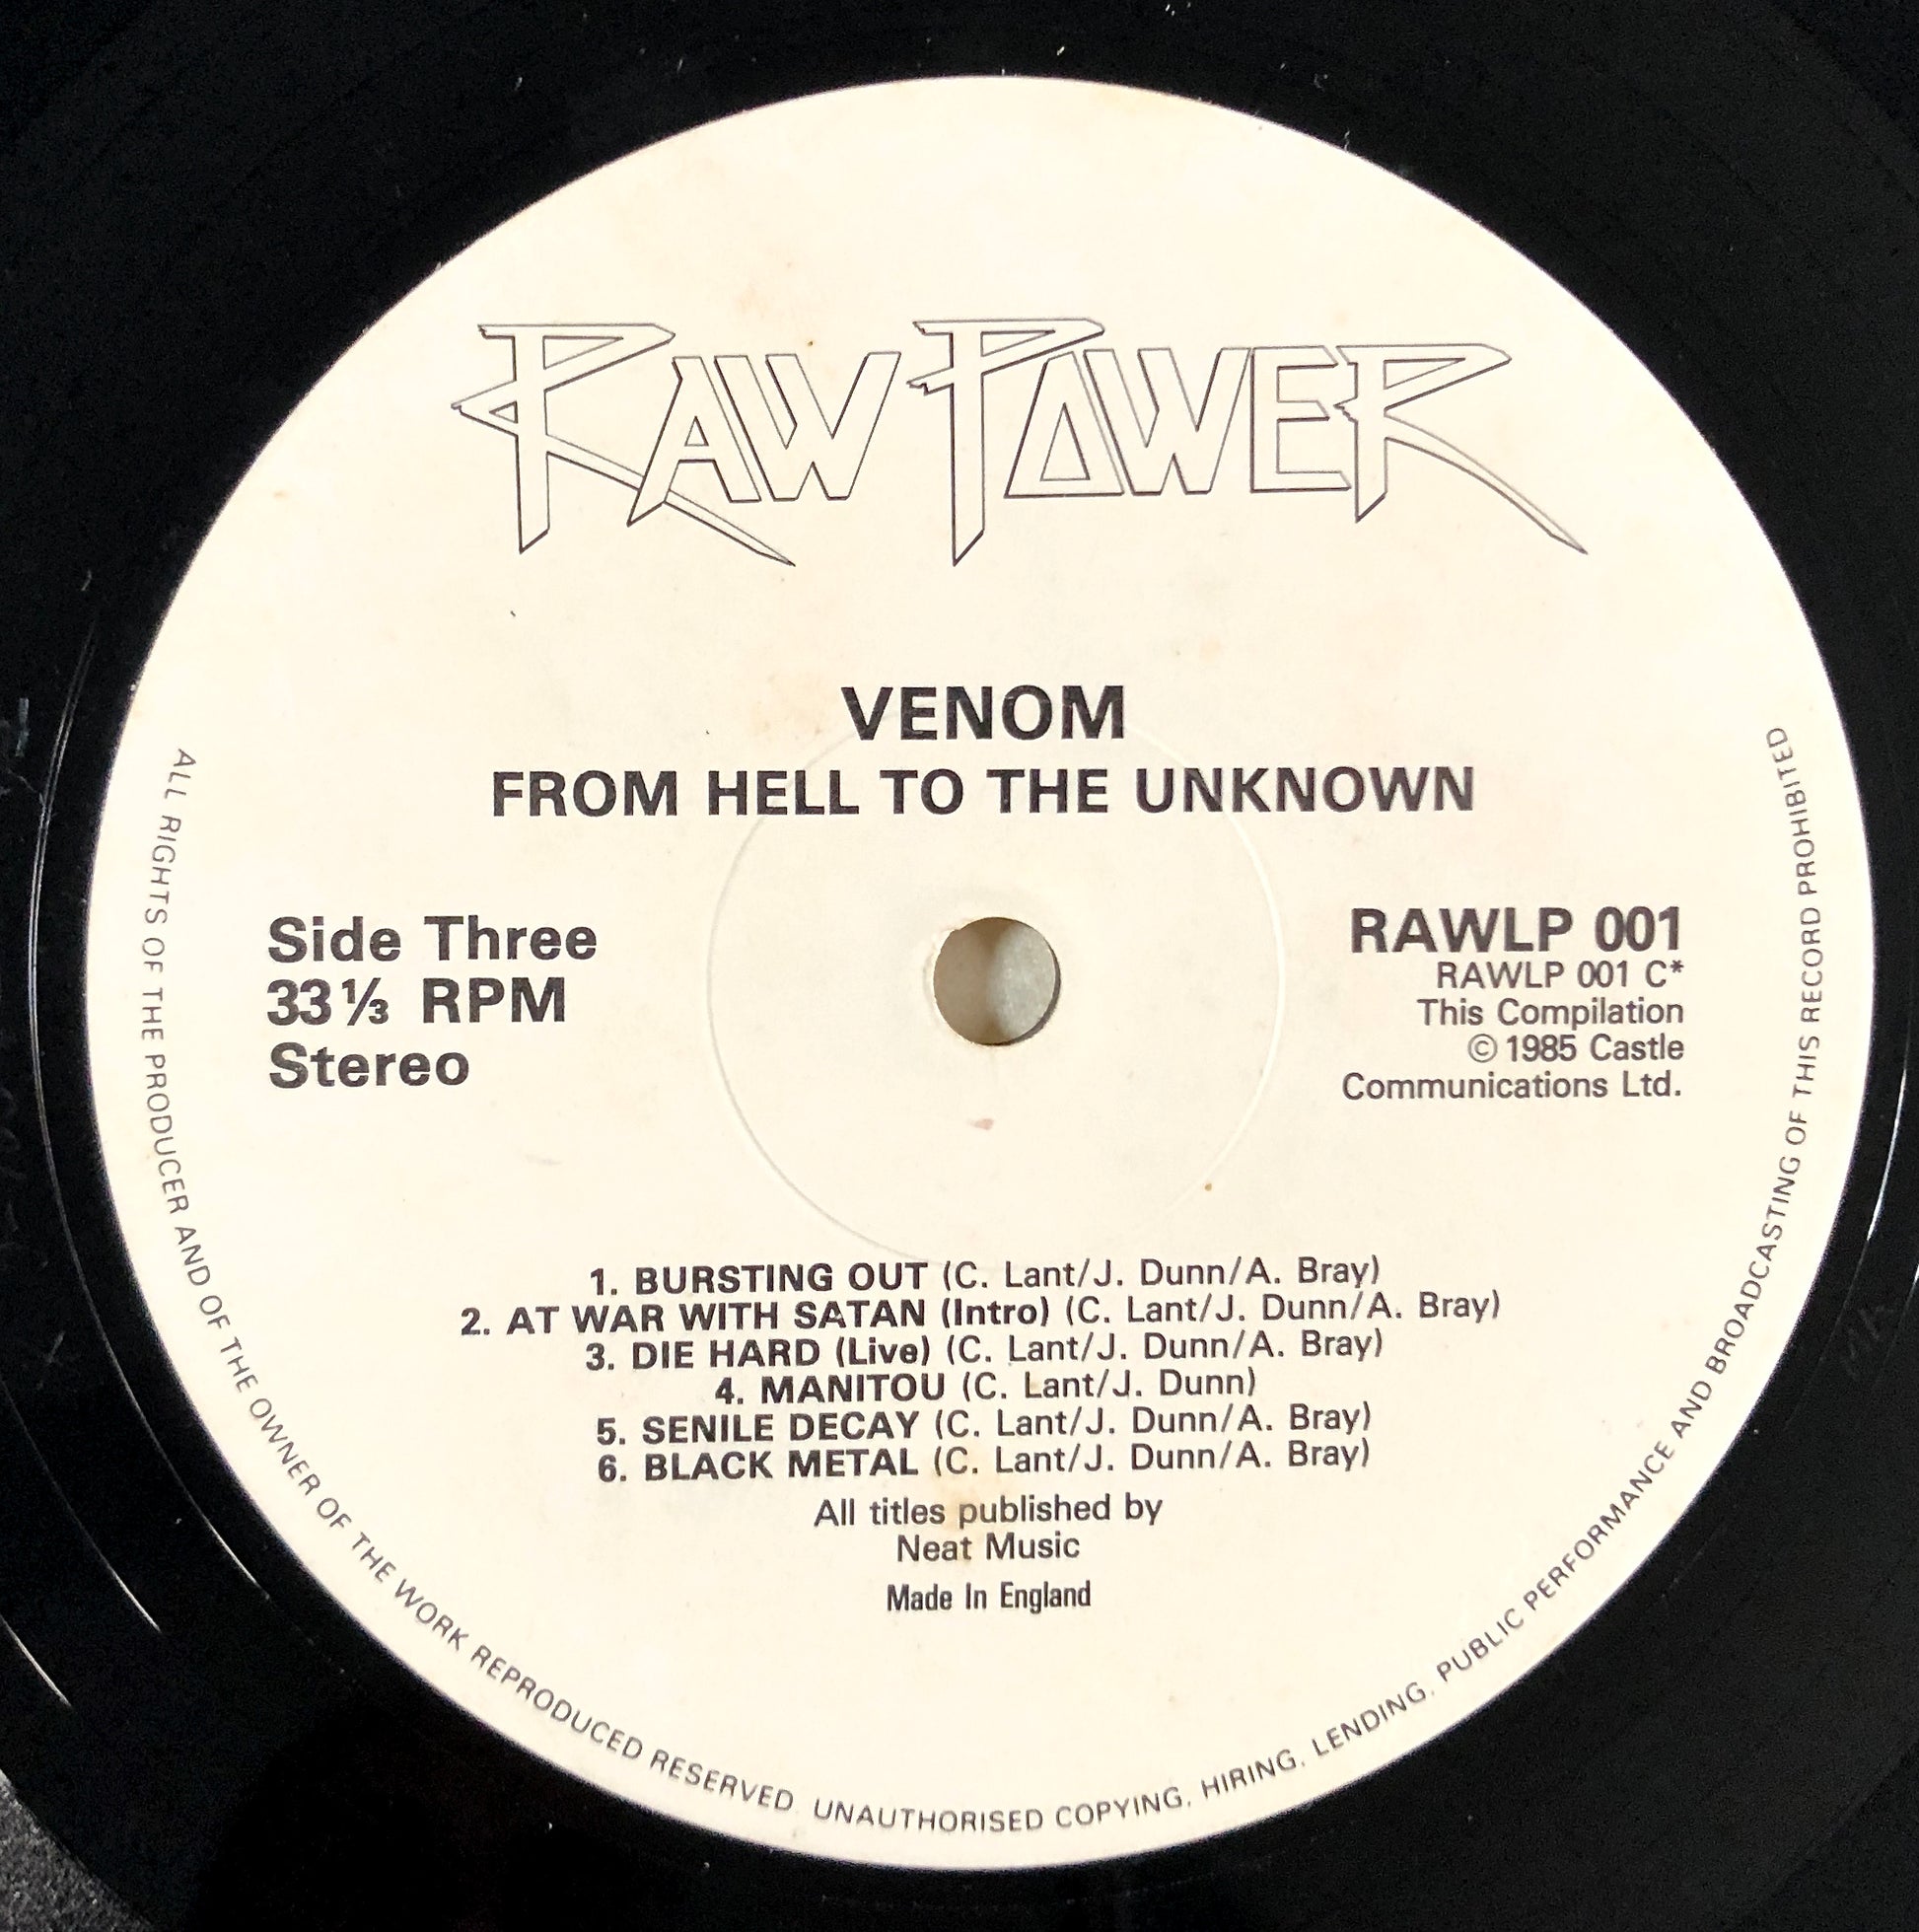 RAW POWER
VENOM
FROM HELL TO THE UNKNOWN
Side Three
33⅓ RPM
Stereo
RAWLP 001
RAWLP 001 C*
This Compilation
© 1985 Castle
Communications Ltd.
1. BURSTING OUT (C. Lant/J. Dunn/A. Bray)
2. AT WAR WITH SATAN (Intro) (C. Lant/J. Dunn/A. Bray)
3. DIE HARD (Live) (C. Lant/J. Dunn/A. Bray)
4. MANITOU (C. Lant/J. Dunn)
5. SENILE DECAY (C. Lant/J. Dunn/A. Bray)
6. BLACK METAL (C. Lant/J. Dunn/A. Bray)
All titles published by
Neat Music
Made In England
ALL RIGHTS OF THE PRODUCER AND OF THE OWNER OF THE WORK REPRODUCED RESERVED. UNAUTHORISED COPYING, HIRING, LENDING, PUBLIC PERFORMANCE AND BROADCASTING OF THIS RECORD PROHIBITED